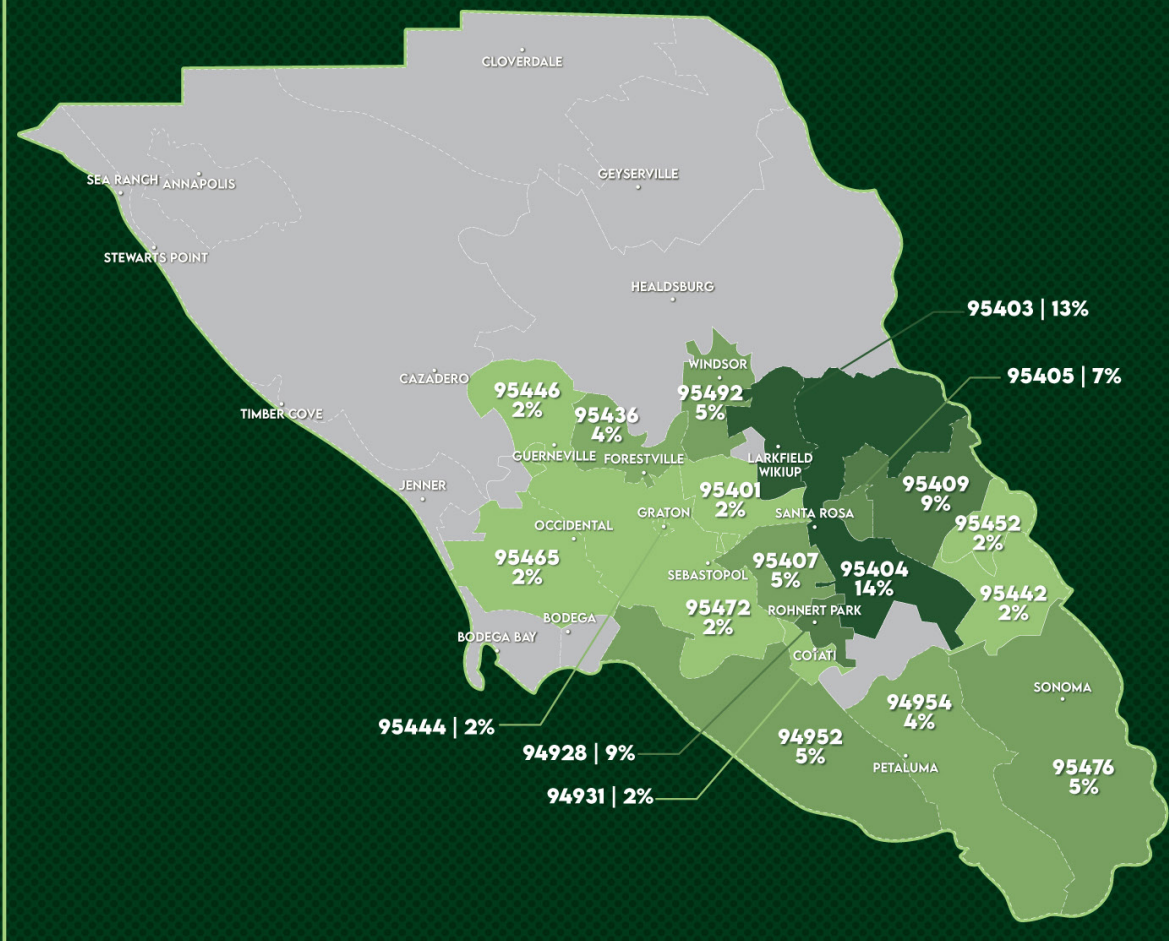 CLOVERDALE
GEYSERVILLE
SEA RANCH
ANNAPOLIS
STEWARTS POINT
HEALDSBURG
95403 | 13%
WINDSOR
95405 | 7%
CAZADERO
95446
2%
95492
5%
TIMBER COVE
95436
4%
GUERNEVILLE
FORESTVILLE
LARKFIELD
WIKIUP
JENNER
95401
2%
95409
9%
OCCIDENTAL
GRATON
SANTA ROSA
95452
2%
95465
2%
SEBASTOPOL
95407
5%
95404
14%
95442
2%
95472
2%
ROHNERT PARK
BODEGA
BODEGA BAY
COTATI
SONOMA
94954
4%
95444 | 2%
94928 | 9%
94952
5%
PETALUMA
95476
5%
94931 | 2%